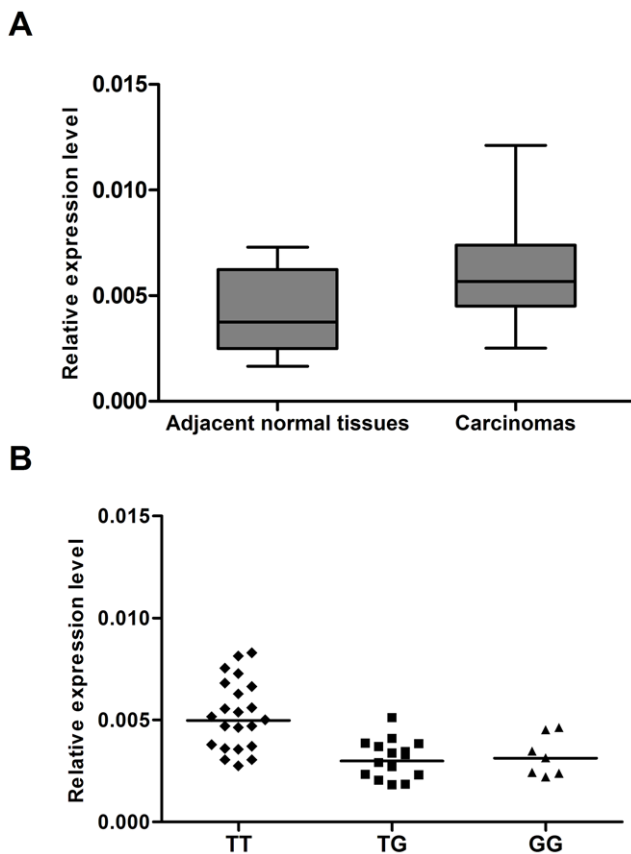 A
Relative expression level
0.015
0.010
0.005
0.000
Adjacent normal tissues
Carcinomas
B
Relative expression level
0.015
0.010
0.005
0.000
TT
TG
GG